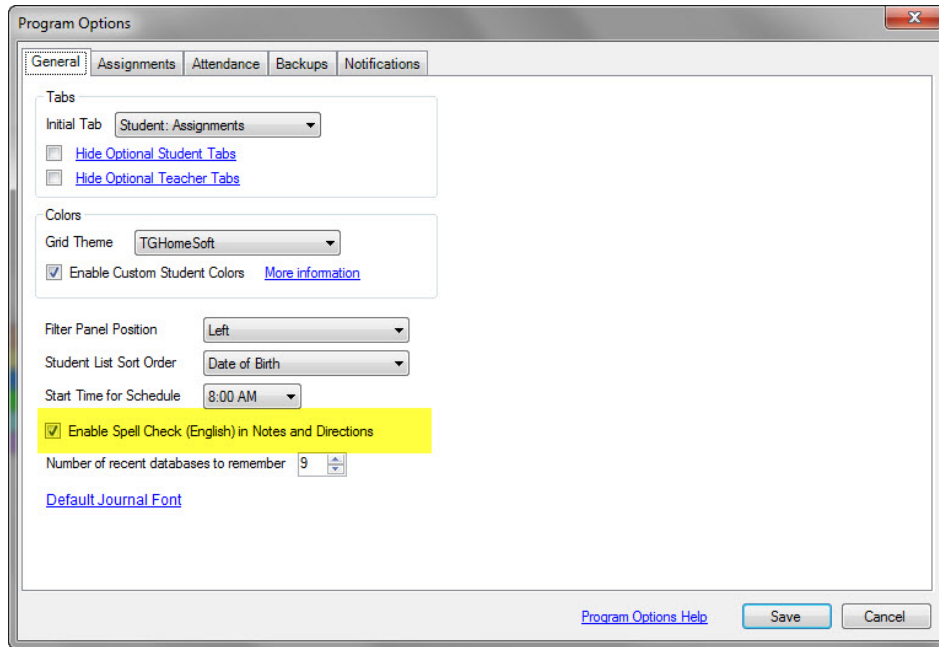 Program Options
General Assignments Attendance Backups Notifications
Tabs
Initial Tab Student: Assignments
Hide Optional Student Tabs
Hide Optional Teacher Tabs
Colors
Grid Theme TGHomeSoft
Enable Custom Student Colors More information
Filter Panel Position Left
Student List Sort Order Date of Birth
Start Time for Schedule 8:00 AM
Enable Spell Check (English) in Notes and Directions
Number of recent databases to remember 9
Default Journal Font
Program Options Help Save Cancel